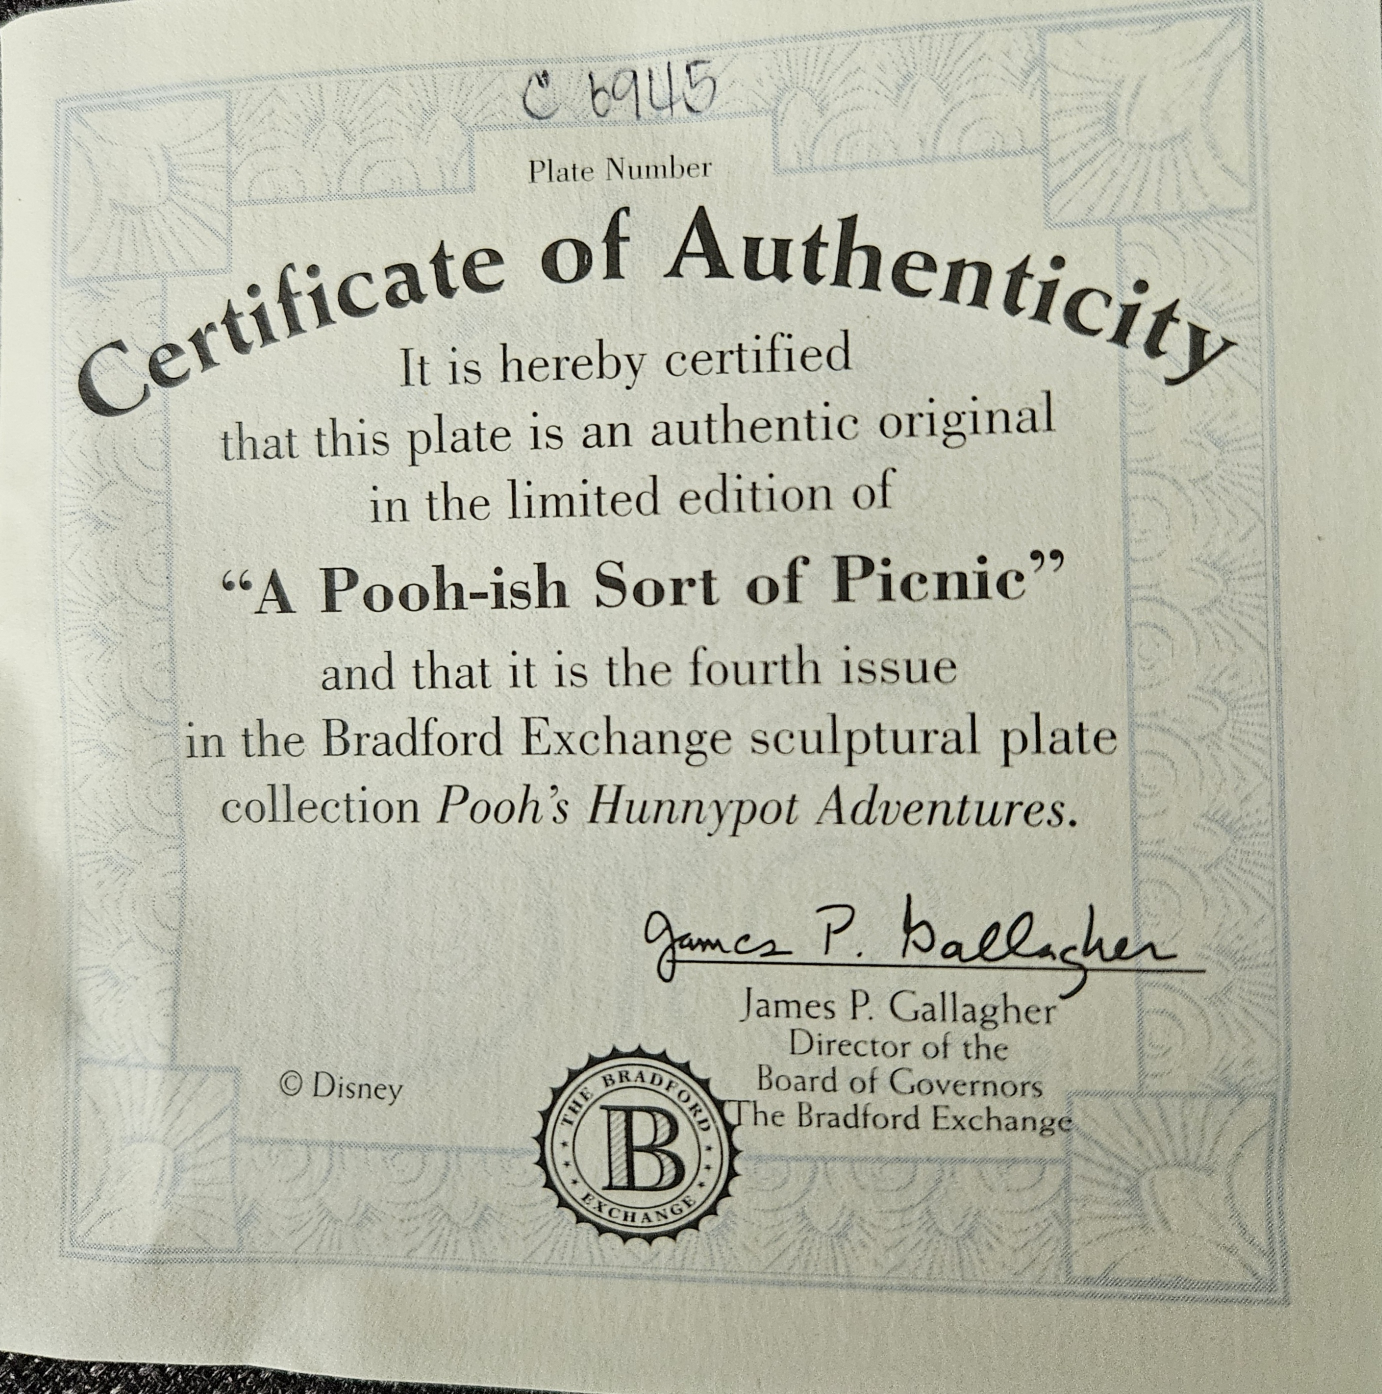 C 6945
Plate Number
Certificate of Authenticity
It is hereby certified
that this plate is an authentic original
in the limited edition of
“A Pooh-ish Sort of Picnic”
and that it is the fourth issue
in the Bradford Exchange sculptural plate
collection Pooh’s Hunnypot Adventures.
James P. Gallagher
James P. Gallagher
Director of the
Board of Governors
The Bradford Exchange
© Disney
THE BRADFORD
B
EXCHANGE